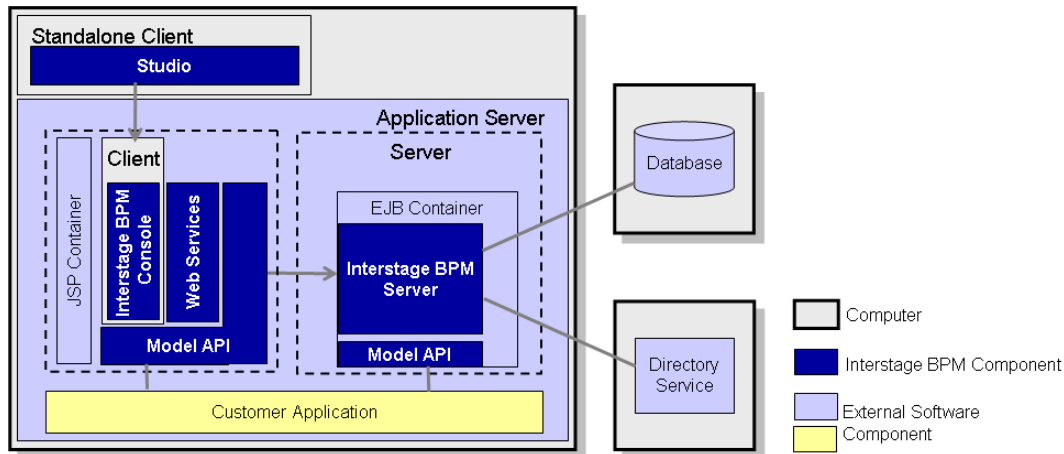 Standalone Client
Studio
Application Server
Server
Client
JSP Container
Interstage BPM
Console
Web Services
Model API
EJB Container
Interstage BPM
Server
Model API
Customer Application
Database
Directory
Service
Computer
Interstage BPM Component
External Software
Component